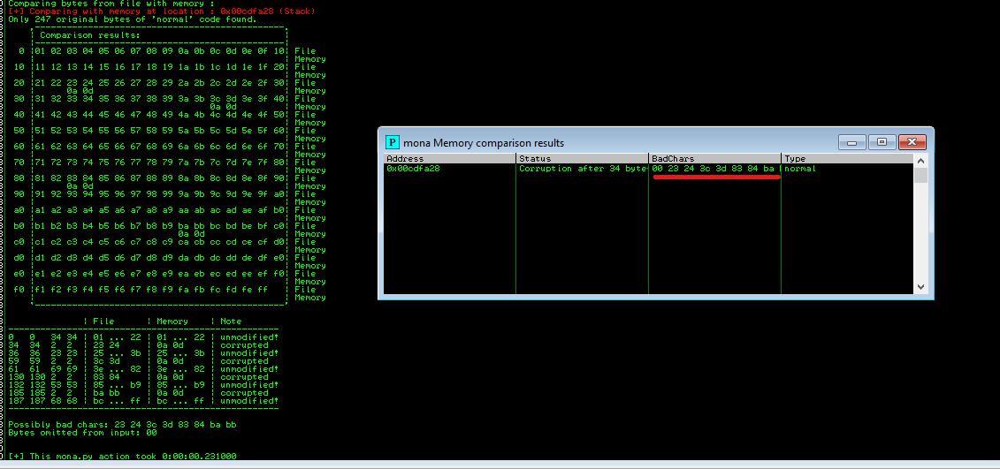 Comparing bytes from file with memory :
[+] Comparing with memory at location : 0x00cdfa28 (Stack)
Only 247 original bytes of 'normal' code found.
| Comparison results:
0 |01 02 03 04 05 06 07 08 09 0a 0b 0c 0d 0e 0f 10| File
Memory
10 |11 12 13 14 15 16 17 18 19 1a 1b 1c 1d 1e 1f 20| File
Memory
20 |21 22 23 24 25 26 27 28 29 2a 2b 2c 2d 2e 2f 30| File
0a 0d | Memory
30 |31 32 33 34 35 36 37 38 39 3a 3b 3c 3d 3e 3f 40| File
0a 0d | Memory
40 |41 42 43 44 45 46 47 48 49 4a 4b 4c 4d 4e 4f 50| File
Memory
50 |51 52 53 54 55 56 57 58 59 5a 5b 5c 5d 5e 5f 60| File
Memory
60 |61 62 63 64 65 66 67 68 69 6a 6b 6c 6d 6e 6f 70| File
Memory
70 |71 72 73 74 75 76 77 78 79 7a 7b 7c 7d 7e 7f 80| File
Memory
80 |81 82 83 84 85 86 87 88 89 8a 8b 8c 8d 8e 8f 90| File
0a 0d | Memory
90 |91 92 93 94 95 96 97 98 99 9a 9b 9c 9d 9e 9f a0| File
Memory
a0 |a1 a2 a3 a4 a5 a6 a7 a8 a9 aa ab ac ad ae af b0| File
Memory
b0 |b1 b2 b3 b4 b5 b6 b7 b8 b9 ba bb bc bd be bf c0| File
0a 0d | Memory
c0 |c1 c2 c3 c4 c5 c6 c7 c8 c9 ca cb cc cd ce cf d0| File
Memory
d0 |d1 d2 d3 d4 d5 d6 d7 d8 d9 da db dc dd de df e0| File
Memory
e0 |e1 e2 e3 e4 e5 e6 e7 e8 e9 ea eb ec ed ee ef f0| File
Memory
f0 |f1 f2 f3 f4 f5 f6 f7 f8 f9 fa fb fc fd fe ff | File
Memory
| File | Memory | Note
0 0 34 34 | 01 ... 22 | 01 ... 22 | unmodified!
34 34 2 2 | 23 24 | 0a 0d | corrupted
36 36 23 23 | 25 ... 3b | 25 ... 3b | unmodified!
59 59 2 2 | 3c 3d | 0a 0d | corrupted
61 61 69 69 | 3e ... 82 | 3e ... 82 | unmodified!
130 130 2 2 | 83 84 | 0a 0d | corrupted
132 132 53 53 | 85 ... b9 | 85 ... b9 | unmodified!
185 185 2 2 | ba bb | 0a 0d | corrupted
187 187 68 68 | bc ... ff | bc ... ff | unmodified!
Possibly bad chars: 23 24 3c 3d 83 84 ba bb
Bytes omitted from input: 00
[+] This mona.py action took 0:00:00.231000
P mona Memory comparison results
Address Status BadChars Type
0x00cdfa28 Corruption after 34 byte 00 23 24 3c 3d 83 84 ba normal